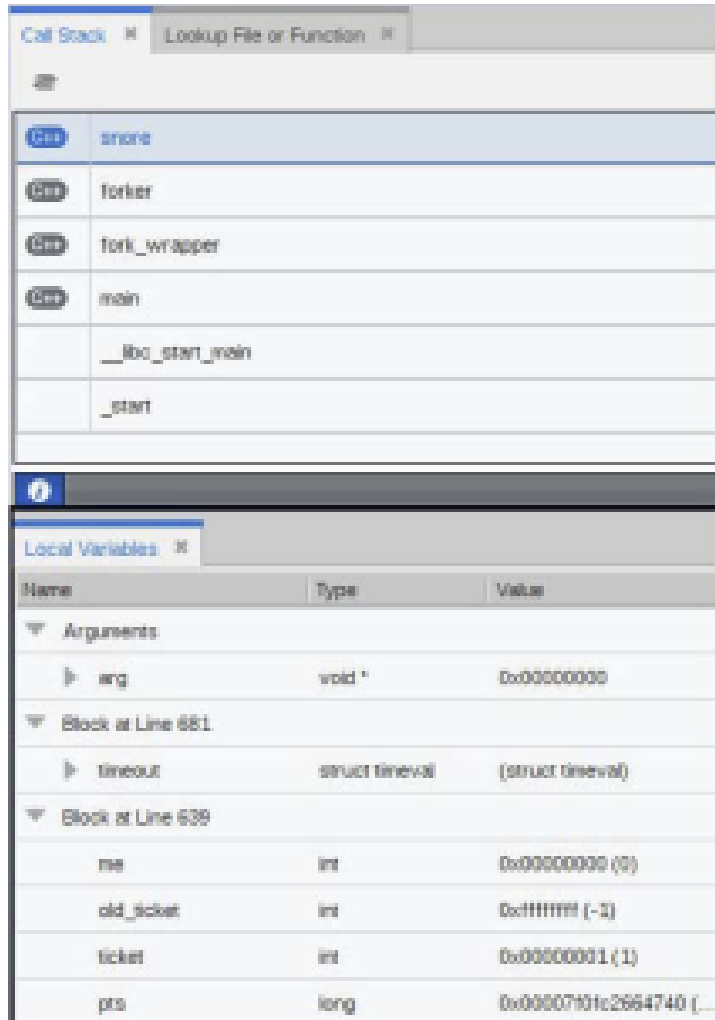 Call Stack Lookup File or Function
C++ snore
C++ forker
C++ fork_wrapper
C++ main
__libc_start_main
_start
Local Variables
Name Type Value
Arguments
arg void * 0x00000000
Block at Line 681
timeout struct timeval (struct timeval)
Block at Line 639
me int 0x00000000 (0)
old_ticket int 0xffffffff (-1)
ticket int 0x00000001 (1)
pts long (...